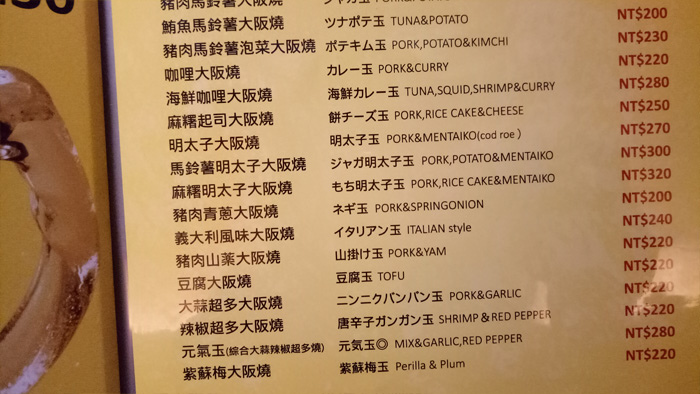 豬肉馬鈴薯大阪燒
鮪魚馬鈴薯大阪燒 ツナポテ玉 TUNA&POTATO NT$200
豬肉馬鈴薯泡菜大阪燒 ポテキム玉 PORK,POTATO&KIMCHI NT$230
咖哩大阪燒 カレー玉 PORK&CURRY NT$220
海鮮咖哩大阪燒 海鮮カレー玉 TUNA,SQUID,SHRIMP&CURRY NT$280
麻糬起司大阪燒 餅チーズ玉 PORK,RICE CAKE&CHEESE NT$250
明太子大阪燒 明太子玉 PORK&MENTAIKO(cod roe ) NT$270
馬鈴薯明太子大阪燒 ジャガ明太子玉 PORK,POTATO&MENTAIKO NT$300
麻糬明太子大阪燒 もち明太子玉 PORK,RICE CAKE&MENTAIKO NT$320
豬肉青蔥大阪燒 ネギ玉 PORK&SPRINGONION NT$200
義大利風味大阪燒 イタリアン玉 ITALIAN style NT$240
豬肉山藥大阪燒 山掛け玉 PORK&YAM NT$220
豆腐大阪燒 豆腐玉 TOFU NT$220
大蒜超多大阪燒 ニンニクバンバン玉 PORK&GARLIC NT$220
辣椒超多大阪燒 唐辛子ガンガン玉 SHRIMP & RED PEPPER NT$220
元氣玉(綜合大蒜辣椒超多燒) 元気玉◎ MIX&GARLIC,RED PEPPER NT$280
紫蘇梅大阪燒 紫蘇梅玉 Perilla & Plum NT$220